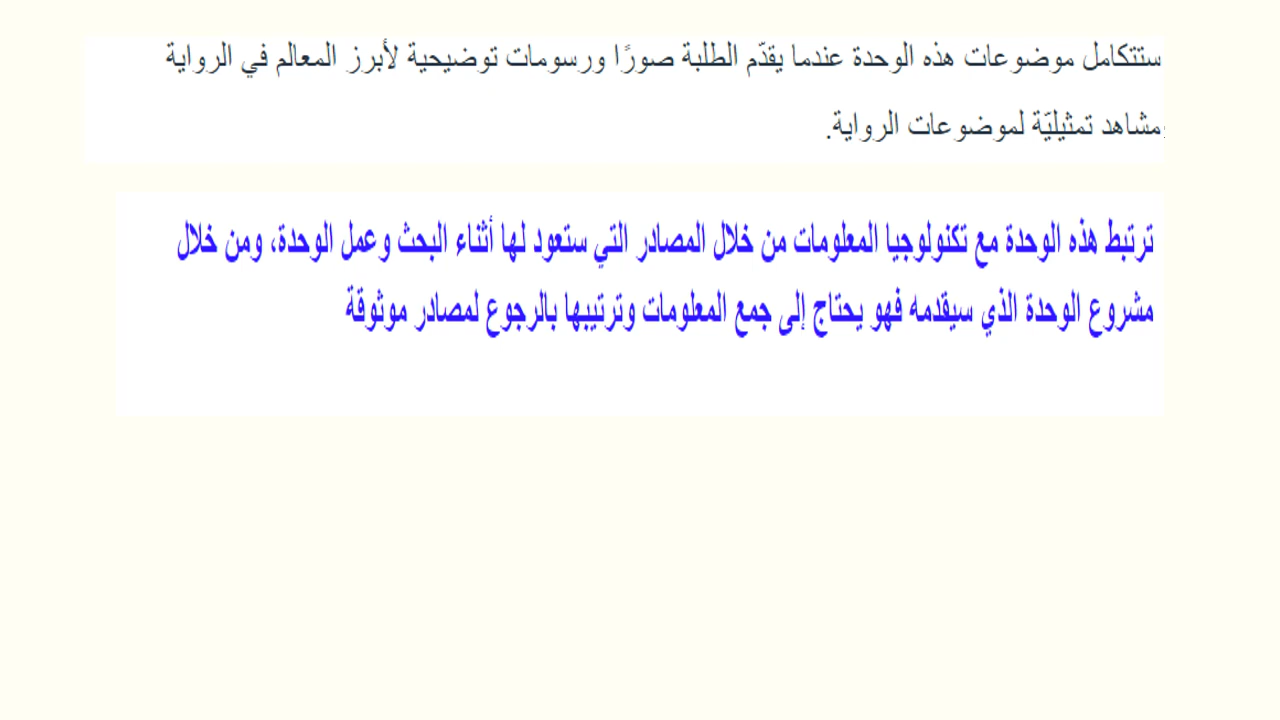 ستتكامل موضوعات هذه الوحدة عندما يقدّم الطلبة صورًا ورسومات توضيحية لأبرز المعالم في الرواية
ومشاهد تمثيليّة لموضوعات الرواية.
ترتبط هذه الوحدة مع تكنولوجيا المعلومات من خلال المصادر التي ستعود لها أثناء البحث وعمل الوحدة، ومن خلال
مشروع الوحدة الذي سيقدمه فهو يحتاج إلى جمع المعلومات وترتيبها بالرجوع لمصادر موثوقة